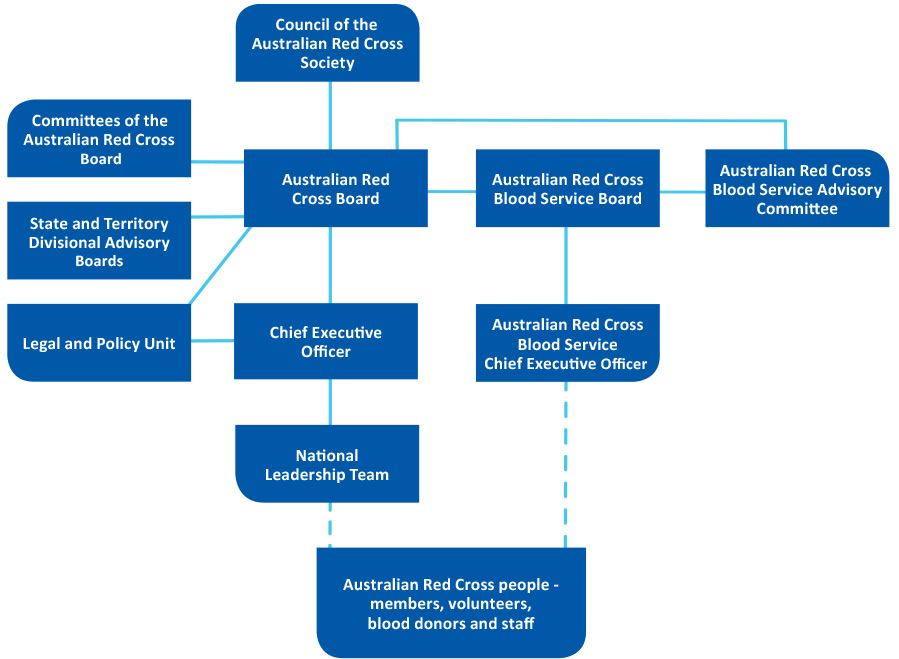 Council of the
Australian Red Cross
Society
Committees of the
Australian Red Cross
Board
Australian Red
Cross Board
Australian Red Cross
Blood Service Board
Australian Red Cross
Blood Service Advisory
Committee
State and Territory
Divisional Advisory
Boards
Legal and Policy Unit
Chief Executive
Officer
Australian Red Cross
Blood Service
Chief Executive Officer
National
Leadership Team
Australian Red Cross people -
members, volunteers,
blood donors and staff